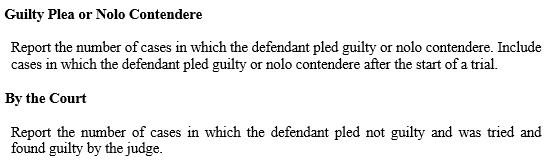 Guilty Plea or Nolo Contendere
Report the number of cases in which the defendant pled guilty or nolo contendere. Include
cases in which the defendant pled guilty or nolo contendere after the start of a trial.
By the Court
Report the number of cases in which the defendant pled not guilty and was tried and
found guilty by the judge.